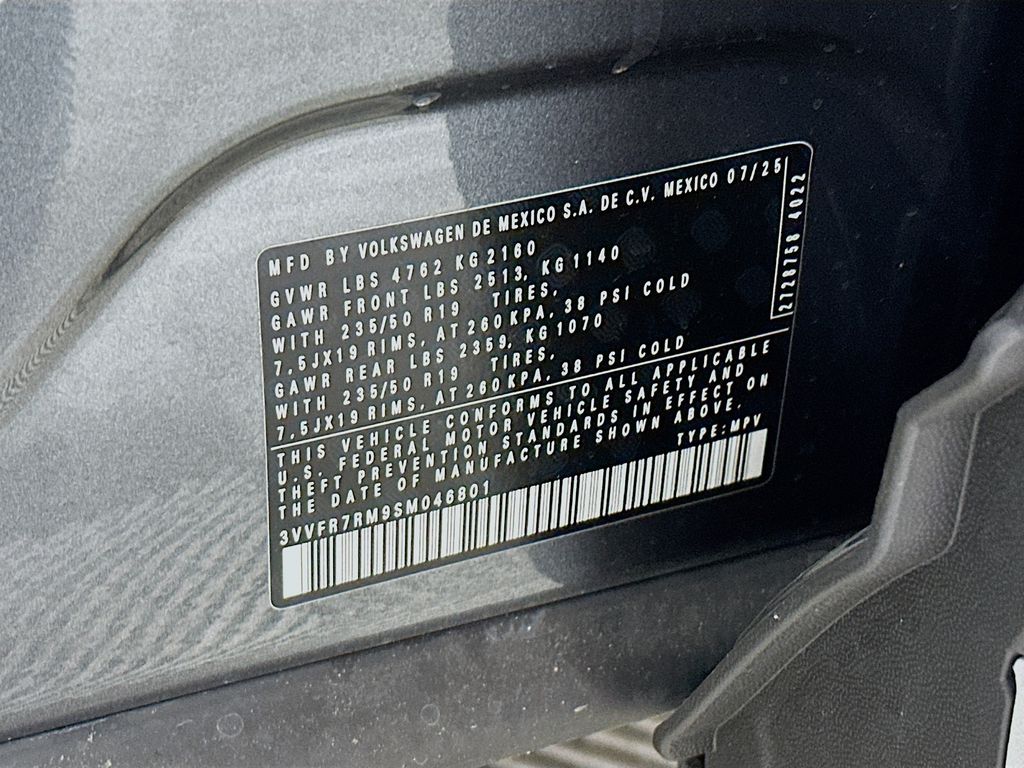 MFD BY VOLKSWAGEN DE MEXICO S.A. DE C.V. MEXICO 07/25
GVWR LBS 4762 KG 2160
GAWR FRONT LBS 2513, KG 1140
WITH 235/50 R19 TIRES,
7,5JX19 RIMS, AT 260 KPA, 38 PSI COLD
GAWR REAR LBS 2359, KG 1070
WITH 235/50 R19 TIRES,
7,5JX19 RIMS, AT 260 KPA, 38 PSI COLD
THIS VEHICLE CONFORMS TO ALL APPLICABLE
U.S. FEDERAL MOTOR VEHICLE SAFETY AND
THEFT PREVENTION STANDARDS IN EFFECT ON
THE DATE OF MANUFACTURE SHOWN ABOVE.
TYPE: MPV
3VVFR7RM9SM046801
2728758 4022